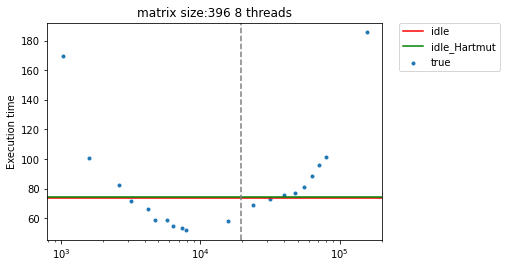 matrix size:396 8 threads
Execution time
180
160
140
120
100
80
60
10³
10⁴
10⁵
idle
idle_Hartmut
true